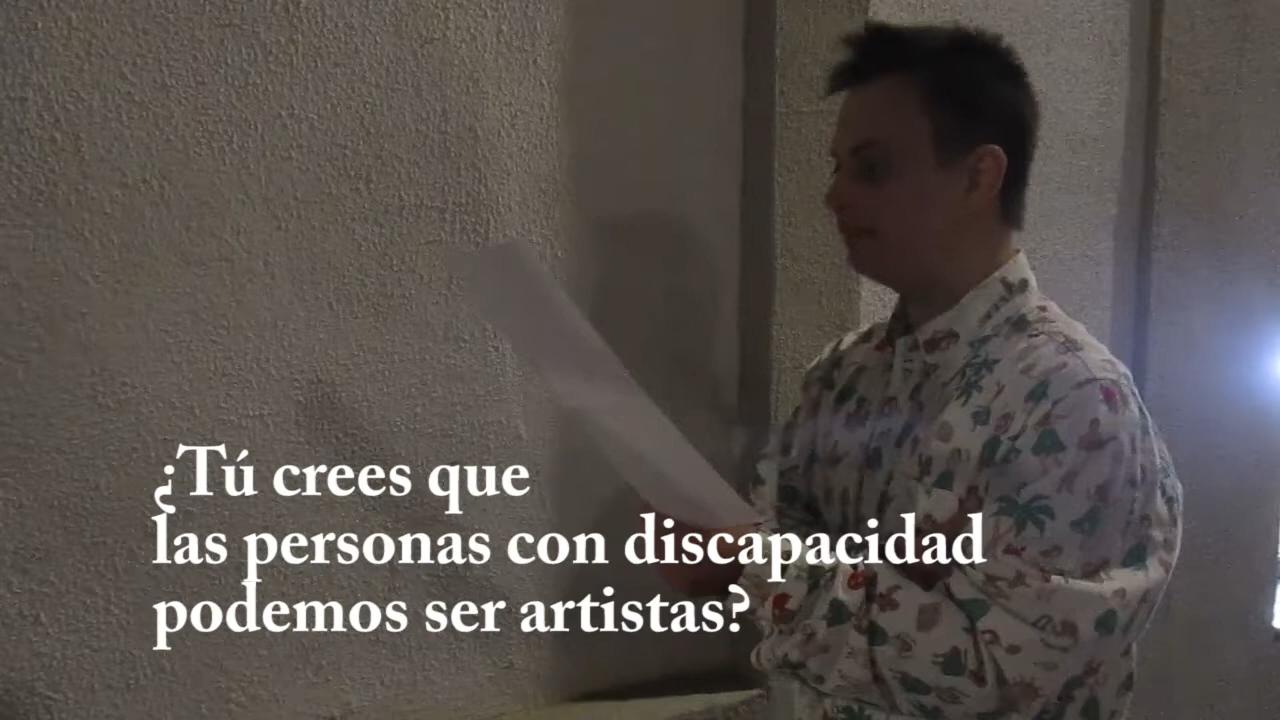 ¿Tú crees que
las personas con discapacidad
podemos ser artistas?